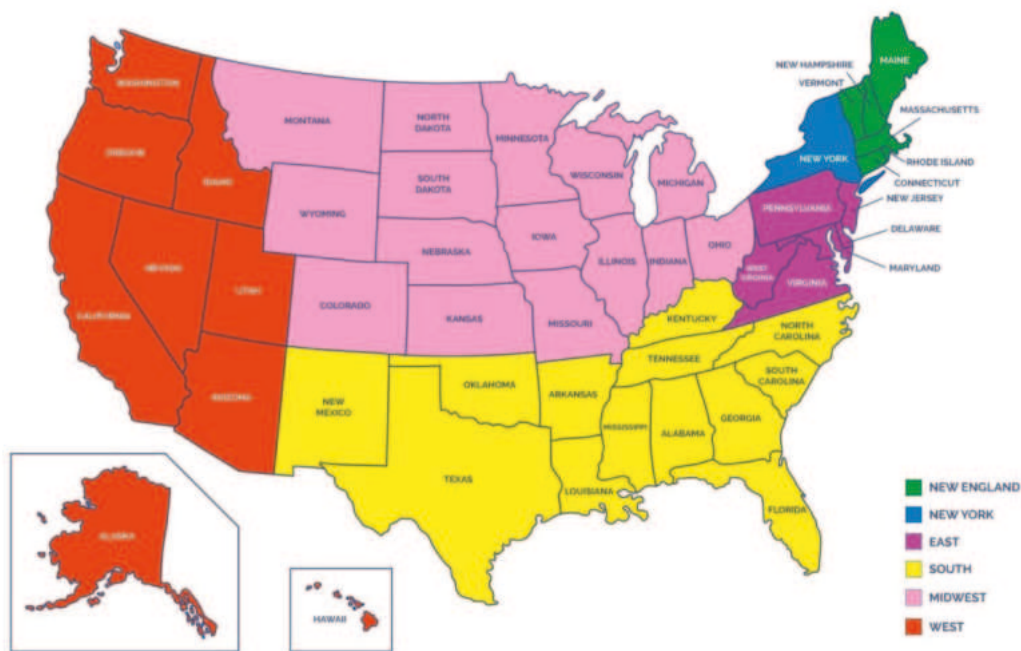 MAINE
NEW HAMPSHIRE
VERMONT
MASSACHUSETTS
RHODE ISLAND
CONNECTICUT
NEW YORK
NEW JERSEY
PENNSYLVANIA
DELAWARE
MARYLAND
WEST
VIRGINIA
VIRGINIA
WASHINGTON
OREGON
IDAHO
MONTANA
NORTH
DAKOTA
MINNESOTA
SOUTH
DAKOTA
WISCONSIN
MICHIGAN
WYOMING
NEBRASKA
IOWA
ILLINOIS
INDIANA
OHIO
NEVADA
UTAH
CALIFORNIA
COLORADO
KANSAS
MISSOURI
KENTUCKY
NORTH
CAROLINA
TENNESSEE
SOUTH
CAROLINA
ARIZONA
NEW
MEXICO
OKLAHOMA
ARKANSAS
MISSISSIPPI
ALABAMA
GEORGIA
TEXAS
LOUISIANA
FLORIDA
ALASKA
HAWAII
NEW ENGLAND
NEW YORK
EAST
SOUTH
MIDWEST
WEST